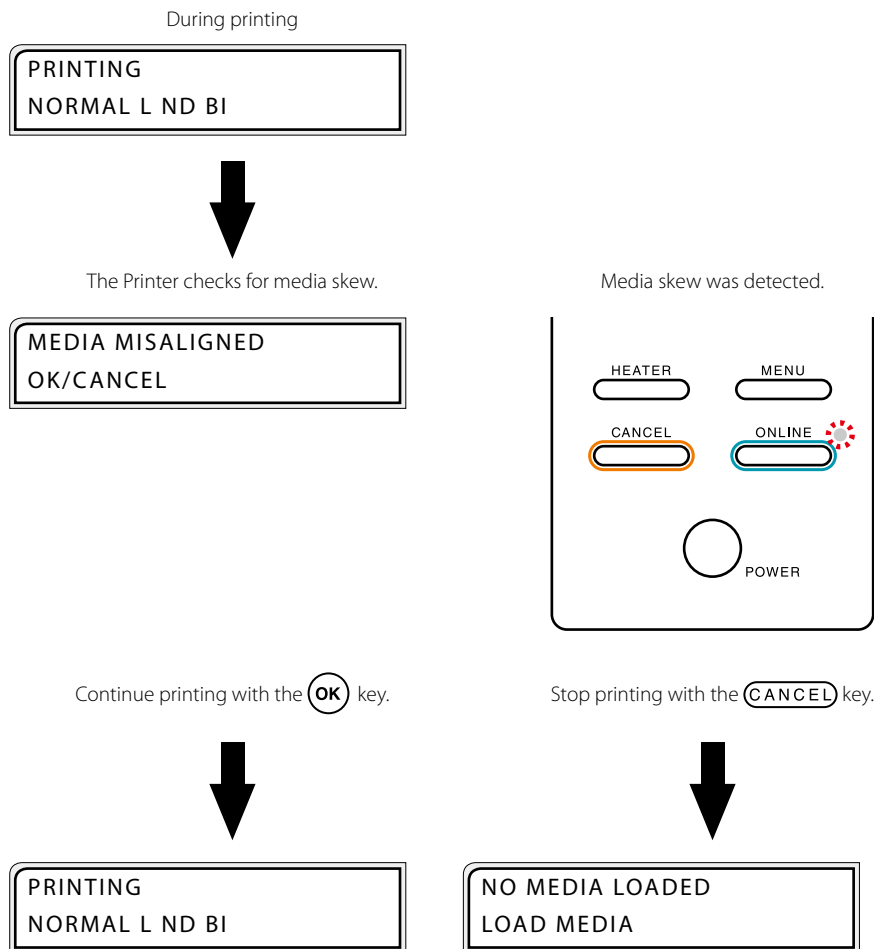 During printing
PRINTING
NORMAL L ND BI
The Printer checks for media skew.
MEDIA MISALIGNED
OK/CANCEL
Media skew was detected.
HEATER MENU
CANCEL ONLINE
POWER
Continue printing with the OK key.
Stop printing with the CANCEL key.
PRINTING
NORMAL L ND BI
NO MEDIA LOADED
LOAD MEDIA